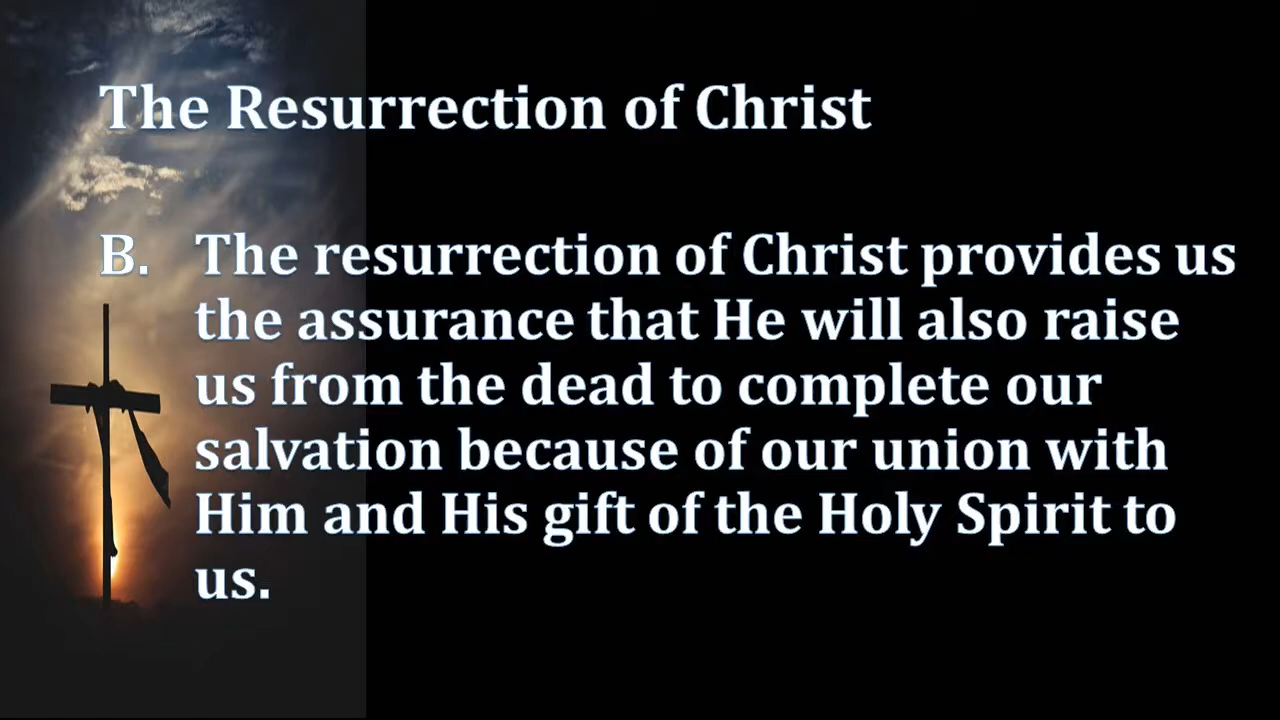 The Resurrection of Christ
B. The resurrection of Christ provides us
the assurance that He will also raise
us from the dead to complete our
salvation because of our union with
Him and His gift of the Holy Spirit to
us.